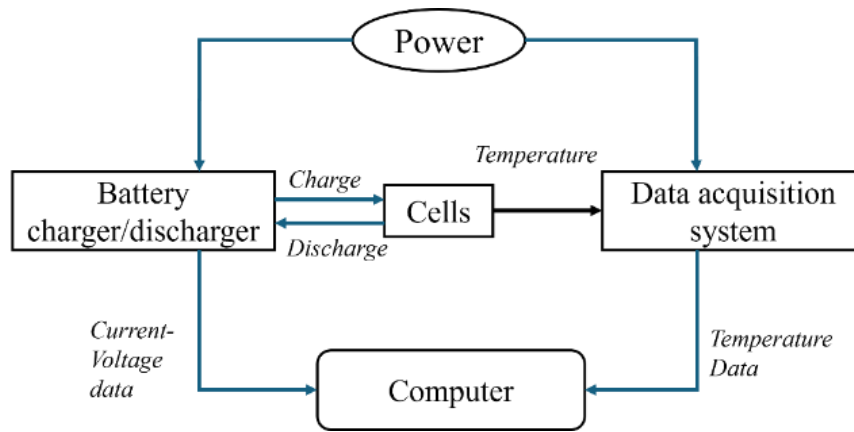 Power
Temperature
Battery
charger/discharger
Charge
Discharge
Cells
Data acquisition
system
Current-
Voltage
data
Temperature
Data
Computer